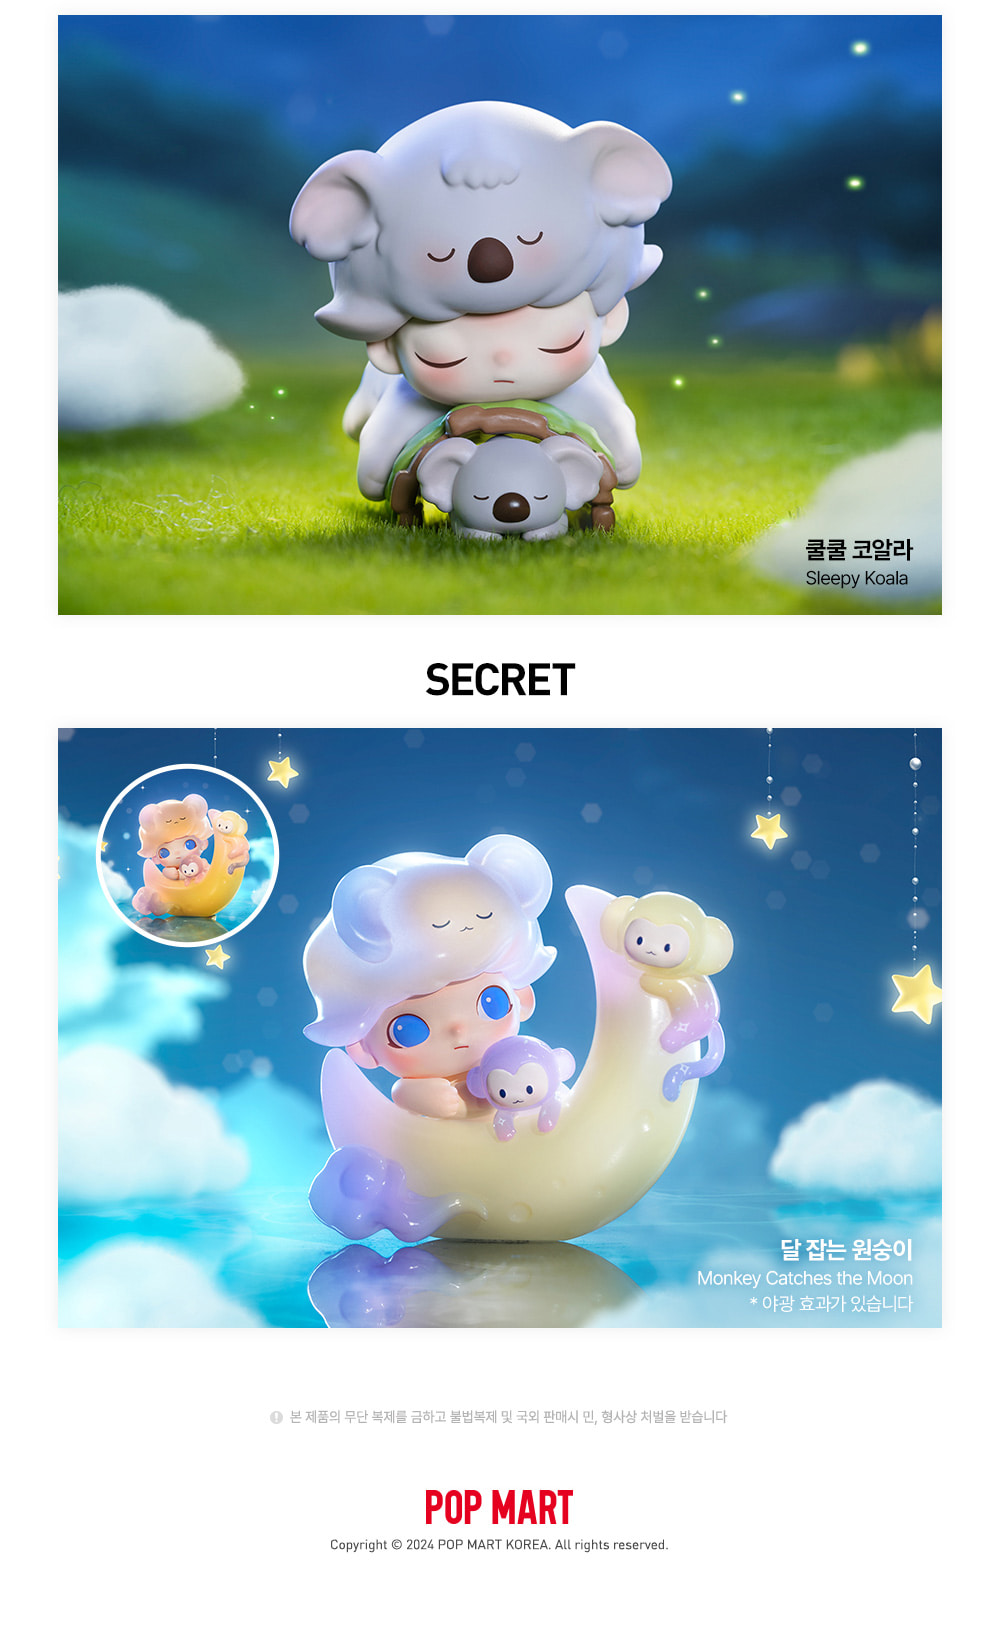 쿨쿨 코알라
Sleepy Koala
SECRET
달 잡는 원숭이
Monkey Catches the Moon
* 야광 효과가 있습니다
본 제품의 무단 복제를 금하고 불법복제 및 국외 판매시 민, 형사상 처벌을 받습니다
POP MART
Copyright © 2024 POP MART KOREA. All rights reserved.